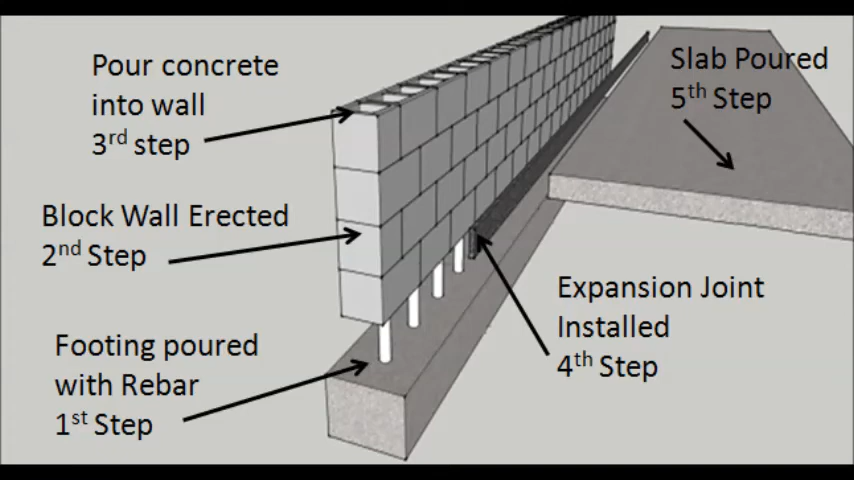 Pour concrete
into wall
3rd step
Slab Poured
5th Step
Block Wall Erected
2nd Step
Expansion Joint
Installed
4th Step
Footing poured
with Rebar
1st Step